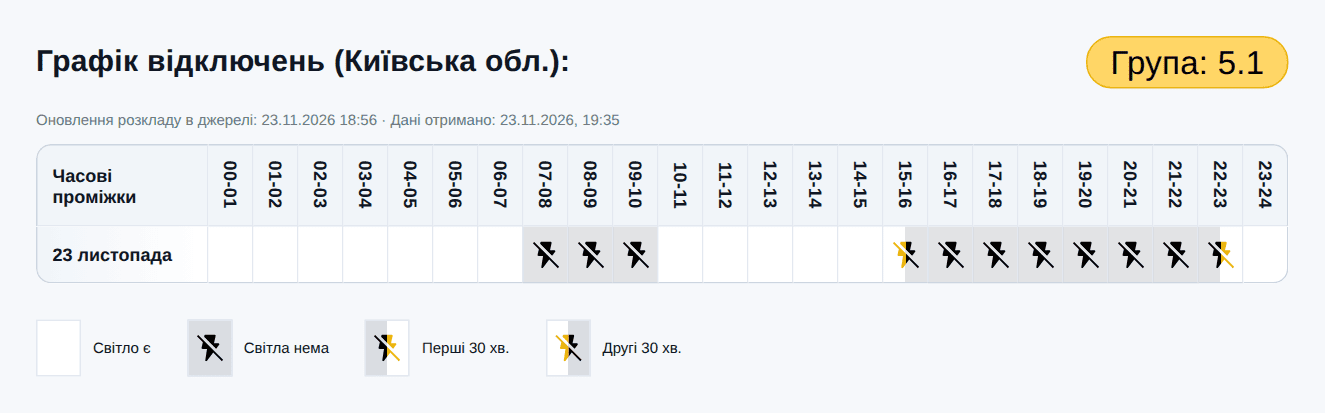 Графік відключень (Київська обл.):
Група: 5.1
Оновлення розкладу в джерелі: 23.11.2026 18:56 · Дані отримано: 23.11.2026, 19:35
Часові
проміжки
00-01
01-02
02-03
03-04
04-05
05-06
06-07
07-08
08-09
09-10
10-11
11-12
12-13
13-14
14-15
15-16
16-17
17-18
18-19
19-20
20-21
21-22
22-23
23-24
23 листопада
Світло є
Світла нема
Перші 30 хв.
Другі 30 хв.